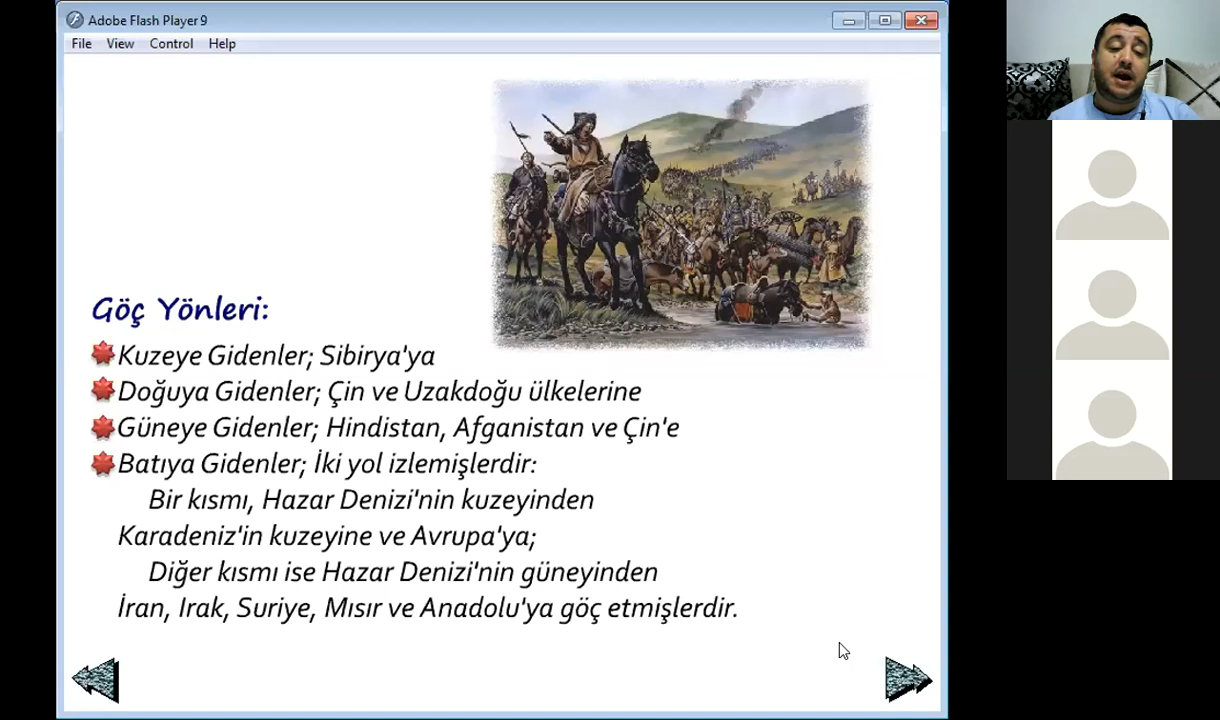 Adobe Flash Player 9
File View Control Help
Göç Yönleri:
Kuzeye Gidenler; Sibirya'ya
Doğuya Gidenler; Çin ve Uzakdoğu ülkelerine
Güneye Gidenler; Hindistan, Afganistan ve Çin'e
Batıya Gidenler; İki yol izlemişlerdir:
Bir kısmı, Hazar Denizi'nin kuzeyinden
Karadeniz'in kuzeyine ve Avrupa'ya;
Diğer kısmı ise Hazar Denizi'nin güneyinden
İran, Irak, Suriye, Mısır ve Anadolu'ya göç etmişlerdir.